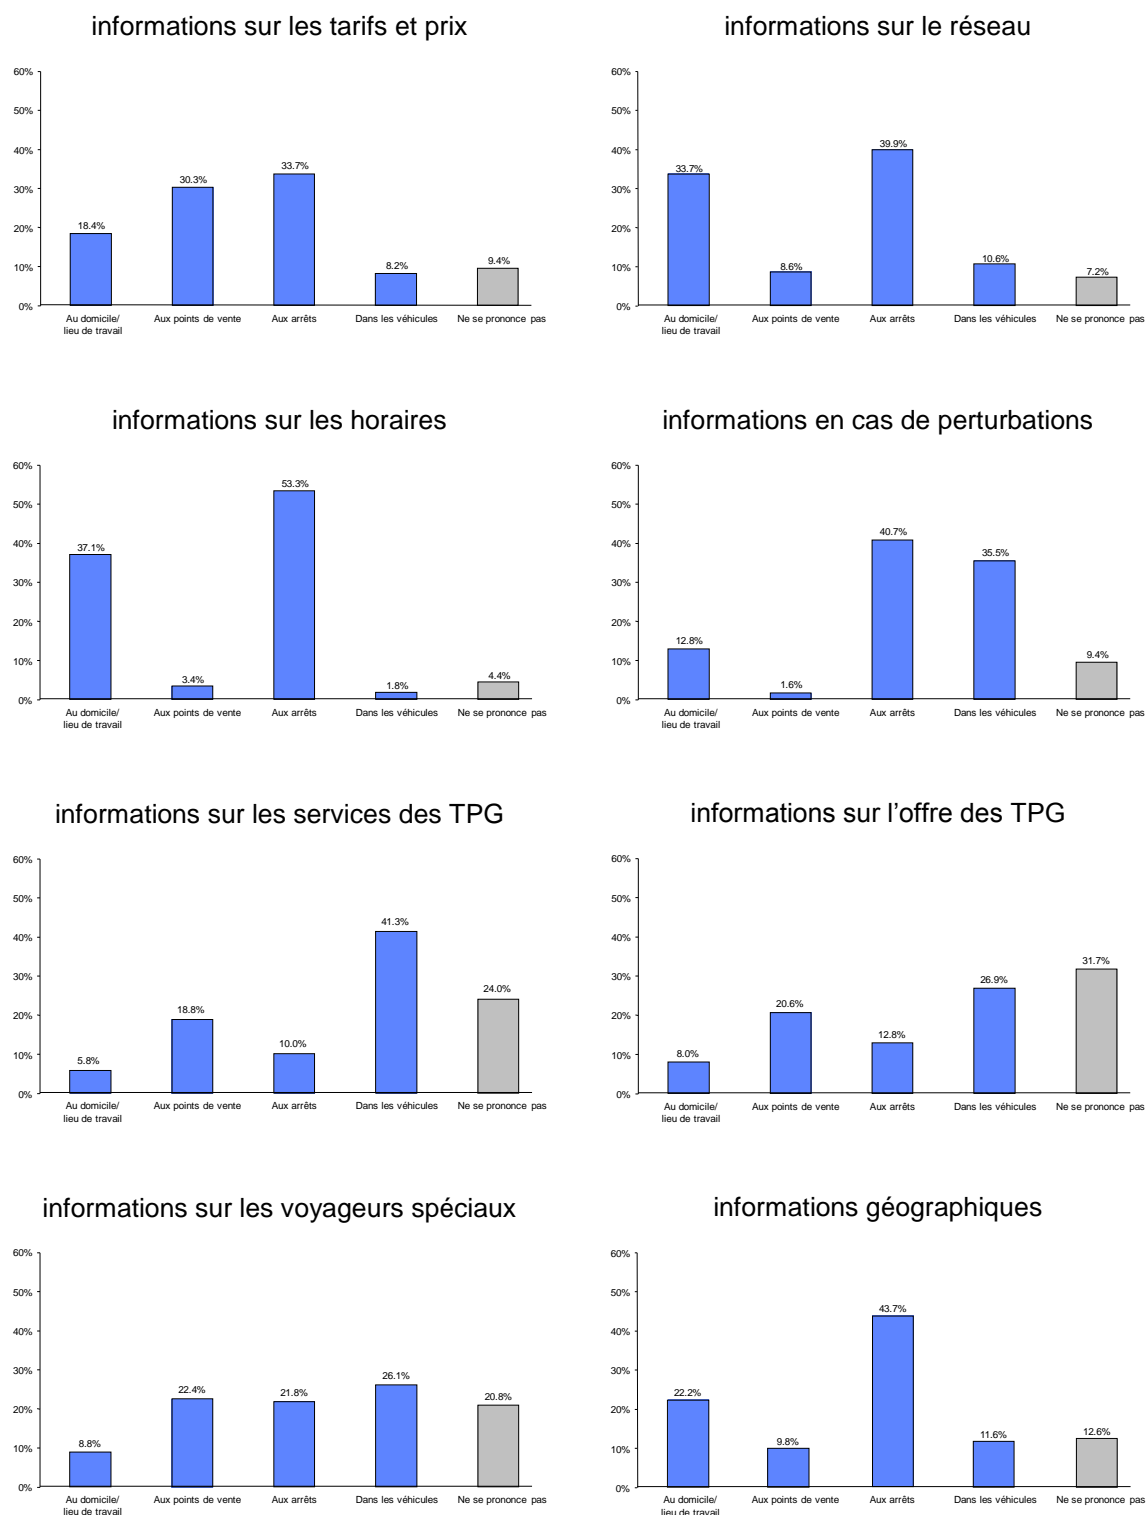 informations sur les tarifs et prix
60%
50%
40%
30%
20%
10%
0%
18.4%
30.3%
33.7%
8.2%
9.4%
Au domicile/
lieu de travail
Aux points de vente
Aux arrêts
Dans les véhicules
Ne se prononce pas
informations sur le réseau
60%
50%
40%
30%
20%
10%
0%
33.7%
8.6%
39.9%
10.6%
7.2%
Au domicile/
lieu de travail
Aux points de vente
Aux arrêts
Dans les véhicules
Ne se prononce pas
informations sur les horaires
60%
50%
40%
30%
20%
10%
0%
37.1%
3.4%
53.3%
1.8%
4.4%
Au domicile/
lieu de travail
Aux points de vente
Aux arrêts
Dans les véhicules
Ne se prononce pas
informations en cas de perturbations
60%
50%
40%
30%
20%
10%
0%
12.8%
1.6%
40.7%
35.5%
9.4%
Au domicile/
lieu de travail
Aux points de vente
Aux arrêts
Dans les véhicules
Ne se prononce pas
informations sur les services des TPG
60%
50%
40%
30%
20%
10%
0%
5.8%
18.8%
10.0%
41.3%
24.0%
Au domicile/
lieu de travail
Aux points de vente
Aux arrêts
Dans les véhicules
Ne se prononce pas
informations sur l’offre des TPG
60%
50%
40%
30%
20%
10%
0%
8.0%
20.6%
12.8%
26.9%
31.7%
Au domicile/
lieu de travail
Aux points de vente
Aux arrêts
Dans les véhicules
Ne se prononce pas
informations sur les voyageurs spéciaux
60%
50%
40%
30%
20%
10%
0%
8.8%
22.4%
21.8%
26.1%
20.8%
Au domicile/
lieu de travail
Aux points de vente
Aux arrêts
Dans les véhicules
Ne se prononce pas
informations géographiques
60%
50%
40%
30%
20%
10%
0%
22.2%
9.8%
43.7%
11.6%
12.6%
Au domicile/
lieu de travail
Aux points de vente
Aux arrêts
Dans les véhicules
Ne se prononce pas